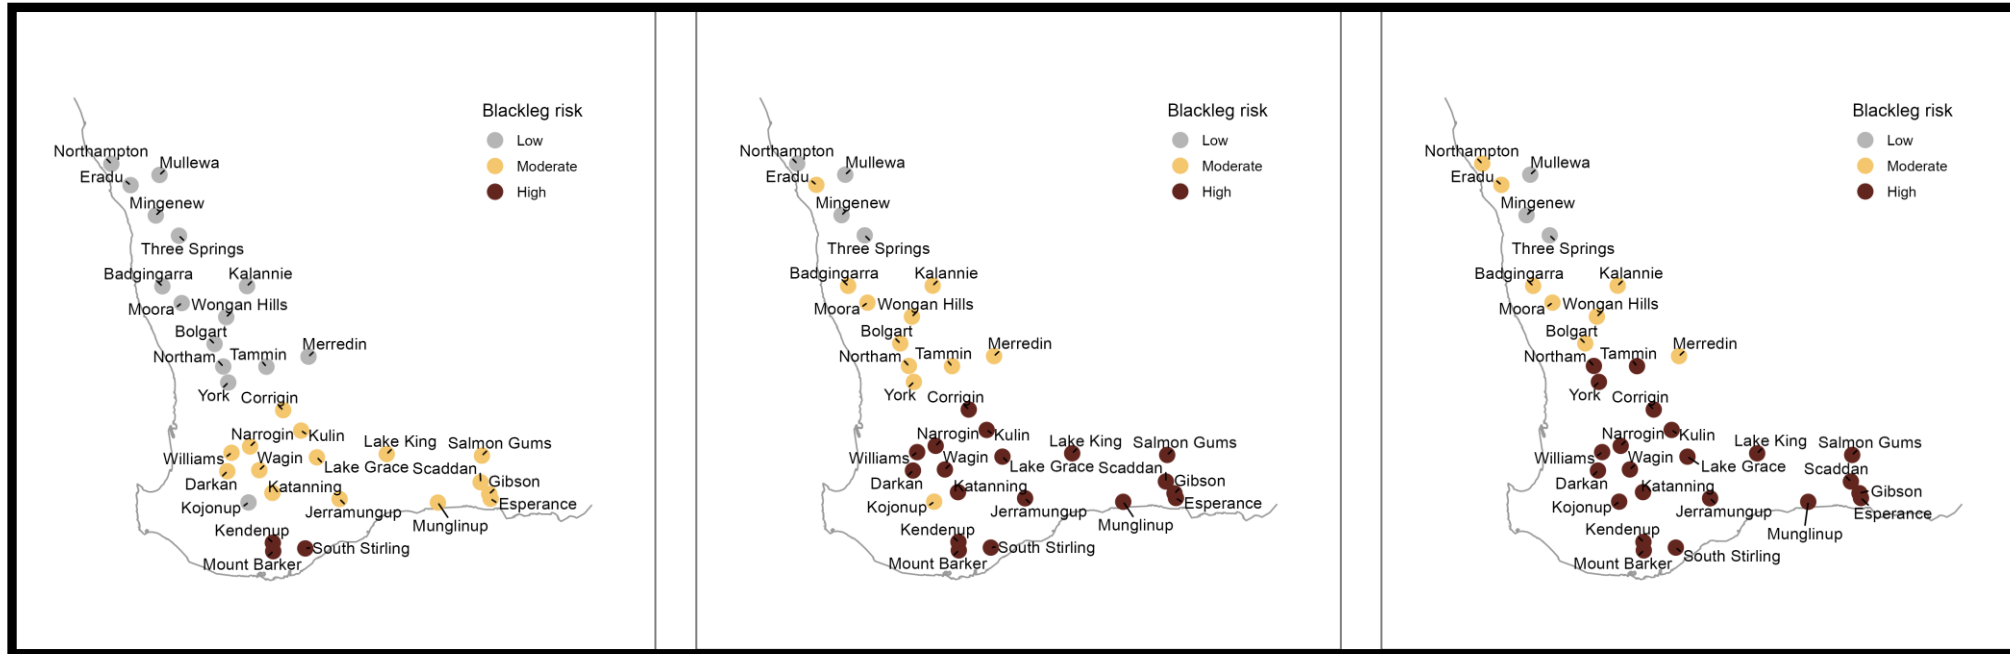 Blackleg risk
Low
Moderate
High
Northampton
Mullewa
Eradu
Mingenew
Three Springs
Badgingarra
Kalannie
Moora
Wongan Hills
Bolgart
Merredin
Northam
Tammin
York
Corrigin
Narrogin
Kulin
Lake King
Salmon Gums
Williams
Wagin
Lake Grace
Scaddan
Darkan
Katanning
Gibson
Kojonup
Jerramungup
Esperance
Munglinup
Kendenup
South Stirling
Mount Barker
Blackleg risk
Low
Moderate
High
Northampton
Mullewa
Eradu
Mingenew
Three Springs
Badgingarra
Kalannie
Moora
Wongan Hills
Bolgart
Merredin
Northam
Tammin
York
Corrigin
Narrogin
Kulin
Lake King
Salmon Gums
Williams
Wagin
Lake Grace
Scaddan
Darkan
Katanning
Gibson
Kojonup
Jerramungup
Esperance
Munglinup
Kendenup
South Stirling
Mount Barker
Blackleg risk
Low
Moderate
High
Northampton
Mullewa
Eradu
Mingenew
Three Springs
Badgingarra
Kalannie
Moora
Wongan Hills
Bolgart
Merredin
Northam
Tammin
York
Corrigin
Narrogin
Kulin
Lake King
Salmon Gums
Williams
Wagin
Lake Grace
Scaddan
Darkan
Katanning
Gibson
Kojonup
Jerramungup
Esperance
Munglinup
Kendenup
South Stirling
Mount Barker